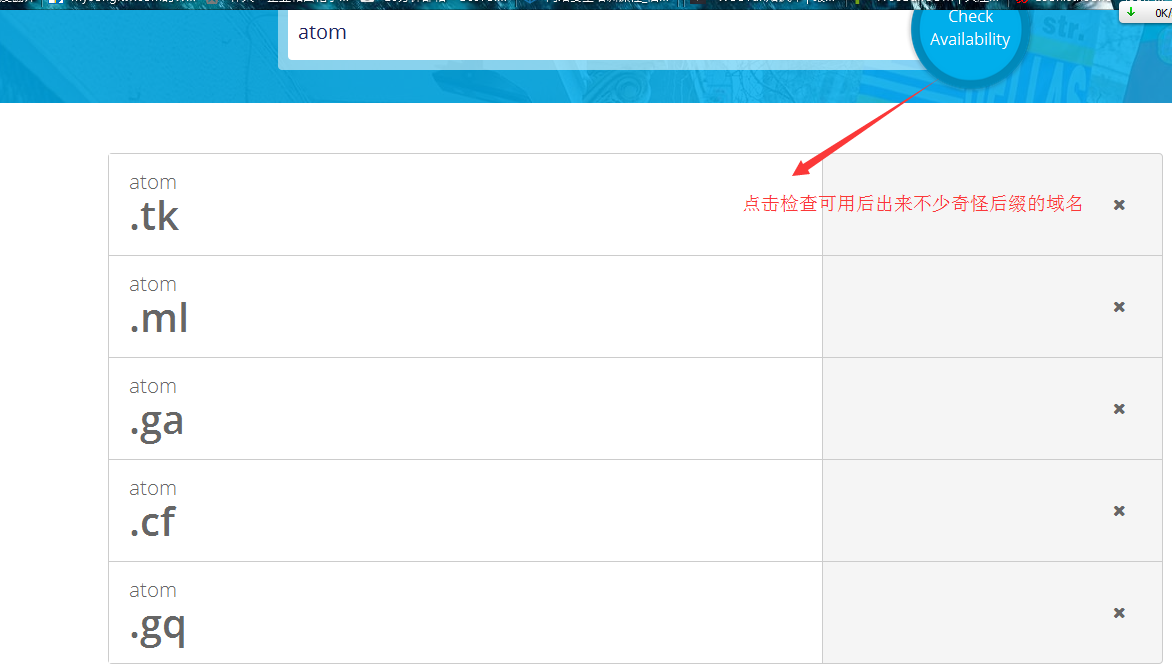 atom
Check
Availability
str.
0K/
atom
.tk
点击检查可用后出来不少奇怪后缀的域名
atom
.ml
atom
.ga
atom
.cf
atom
.gq